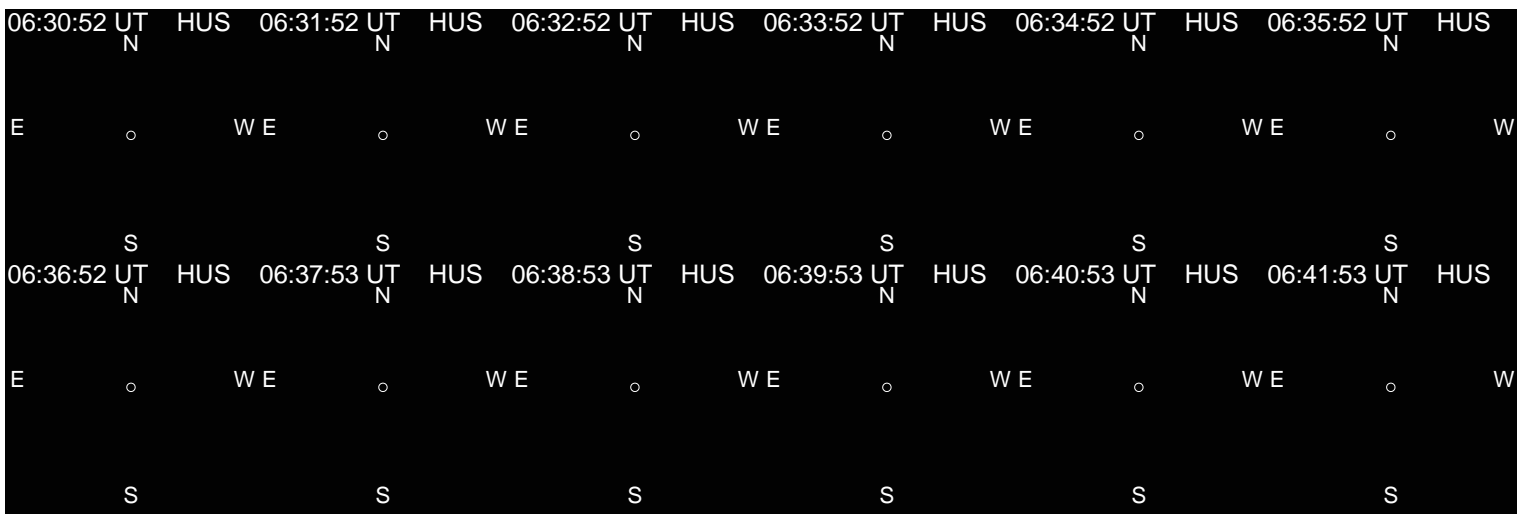 06:30:52 UT HUS 06:31:52 UT HUS 06:32:52 UT HUS 06:33:52 UT HUS 06:34:52 UT HUS 06:35:52 UT HUS
N N N N N N
E W E W E W E W E W E W
S S S S S S
06:36:52 UT HUS 06:37:53 UT HUS 06:38:53 UT HUS 06:39:53 UT HUS 06:40:53 UT HUS 06:41:53 UT HUS
N N N N N N
E W E W E W E W E W E W
S S S S S S